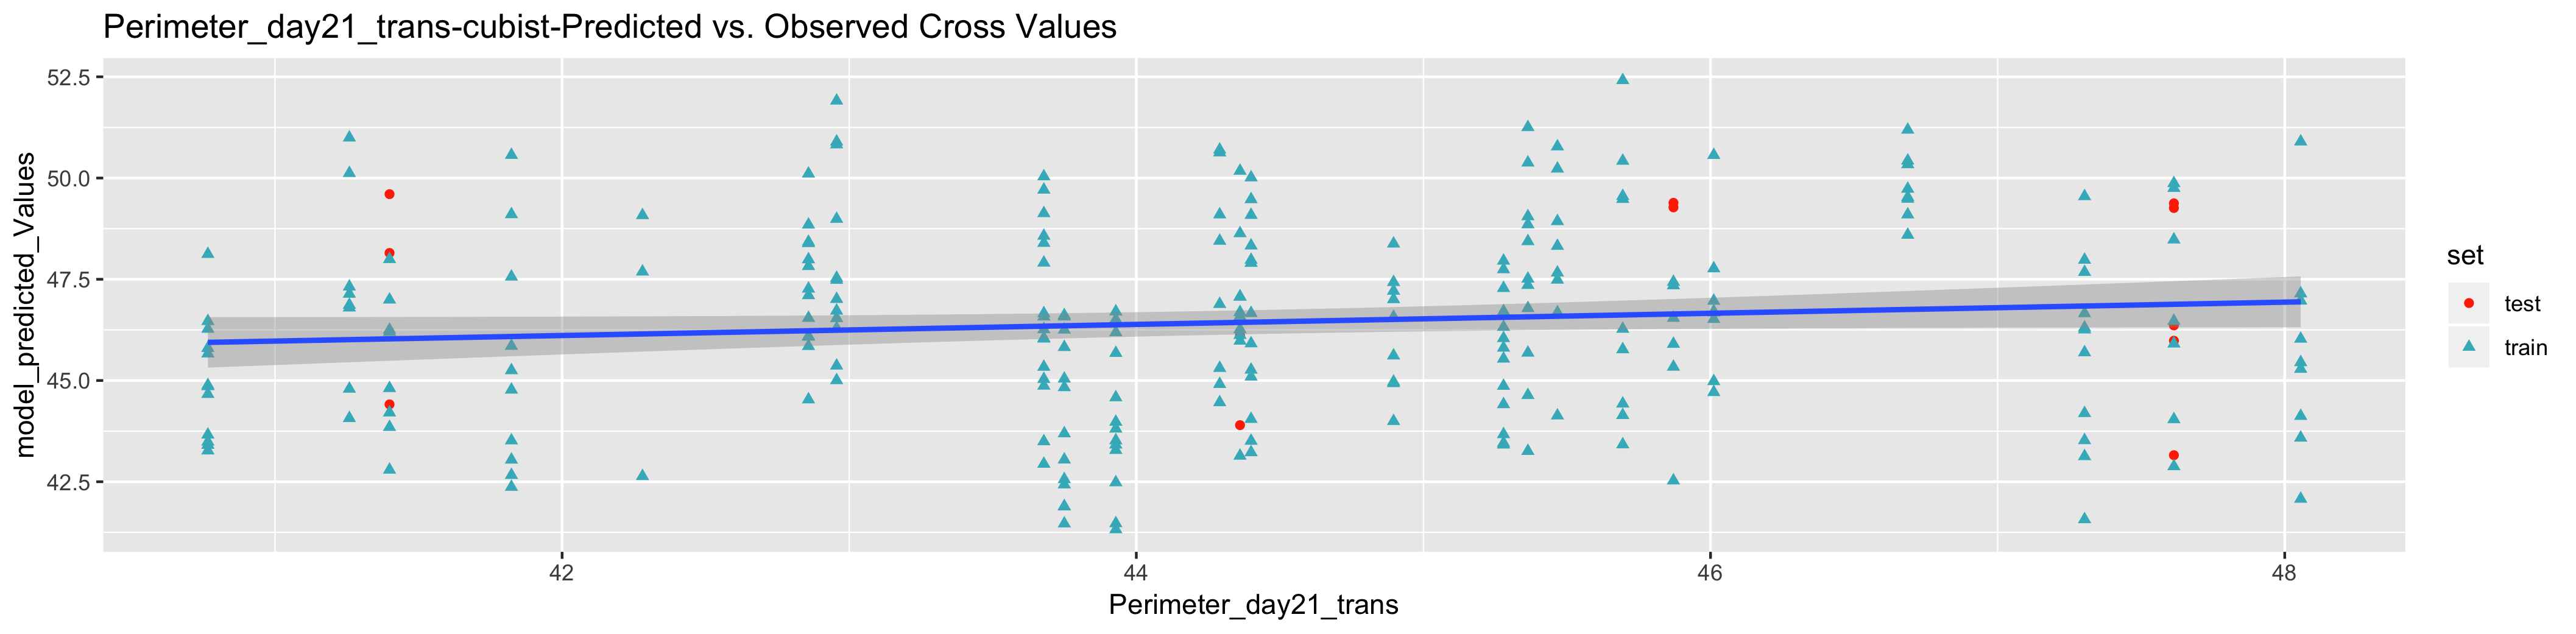 Perimeter_day21_trans-cubist-Predicted vs. Observed Cross Values
52.5
50.0
47.5
45.0
42.5
model_predicted_Values
42
44
46
48
Perimeter_day21_trans
set
test
train